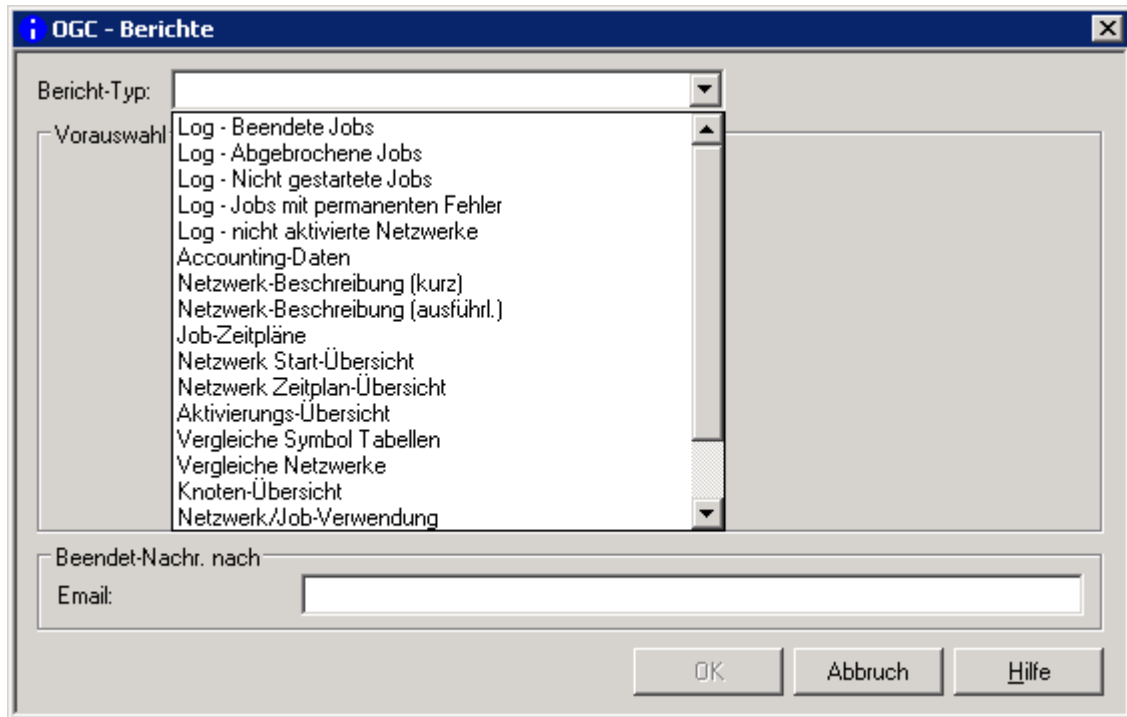 i OGC - Berichte
Bericht-Typ:
Vorauswahl
Log - Beendete Jobs
Log - Abgebrochene Jobs
Log - Nicht gestartete Jobs
Log - Jobs mit permanenten Fehler
Log - nicht aktivierte Netzwerke
Accounting-Daten
Netzwerk-Beschreibung (kurz)
Netzwerk-Beschreibung (ausführl.)
Job-Zeitpläne
Netzwerk Start-Übersicht
Netzwerk Zeitplan-Übersicht
Aktivierungs-Übersicht
Vergleiche Symbol Tabellen
Vergleiche Netzwerke
Knoten-Übersicht
Netzwerk/Job-Verwendung
Beendet-Nachr. nach
Email:
OK Abbruch Hilfe